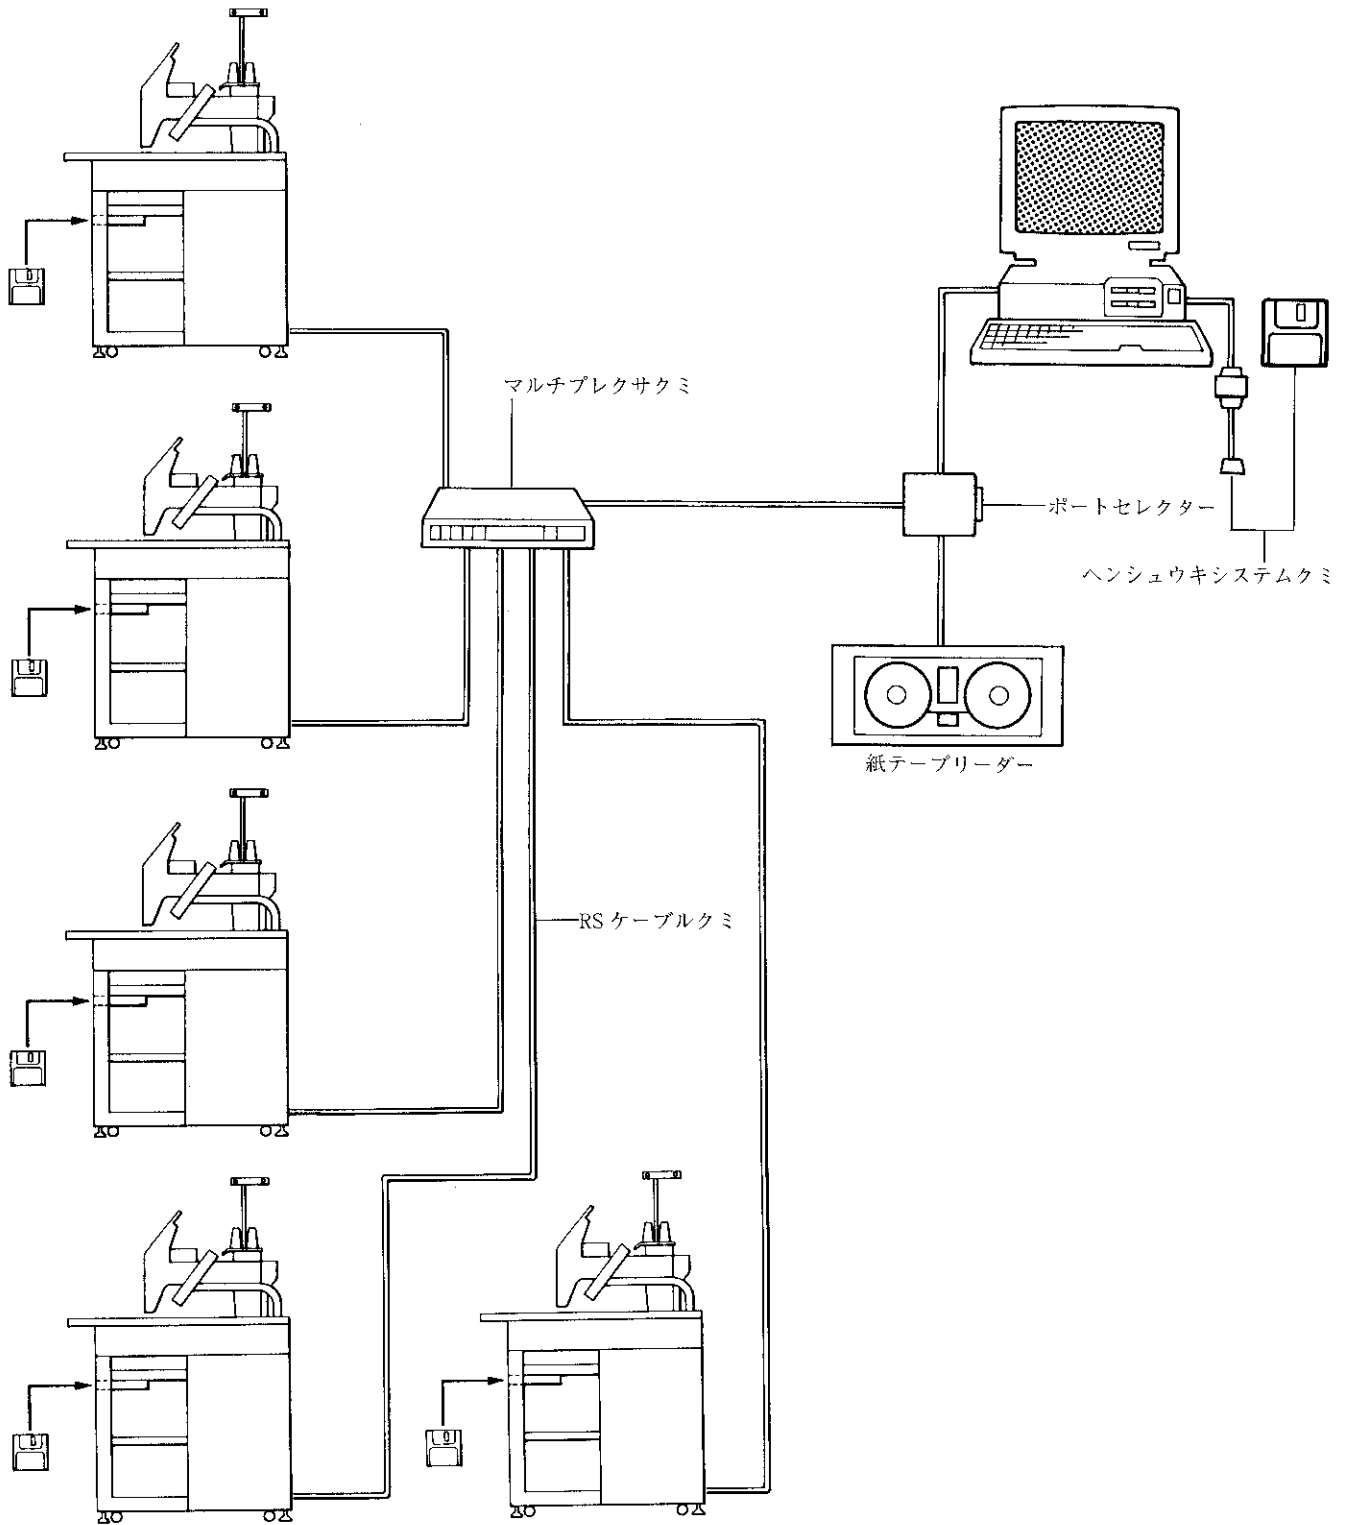 マルチプレクサクミ
ポートセレクター
ヘンシュウキシステムクミ
紙テープリーダー
RSケーブルクミ